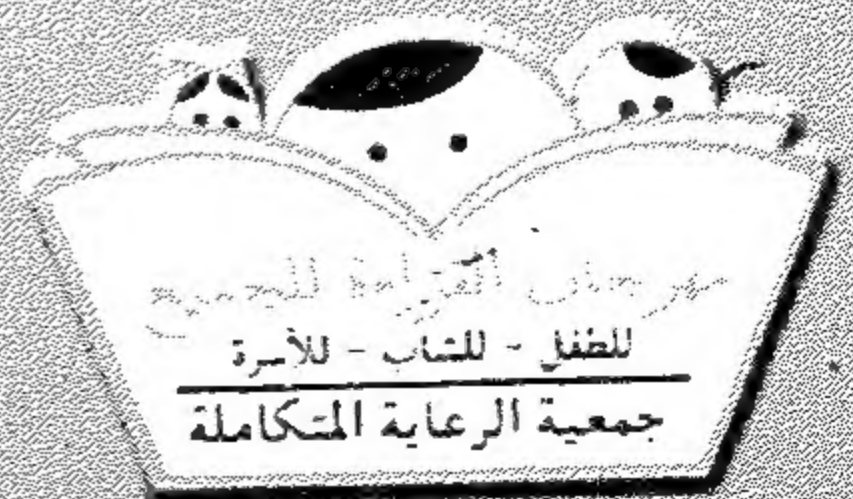 مهرجان القراءة للجميع
للطفل - للشاب - للأسرة
جمعية الرعاية المتكاملة